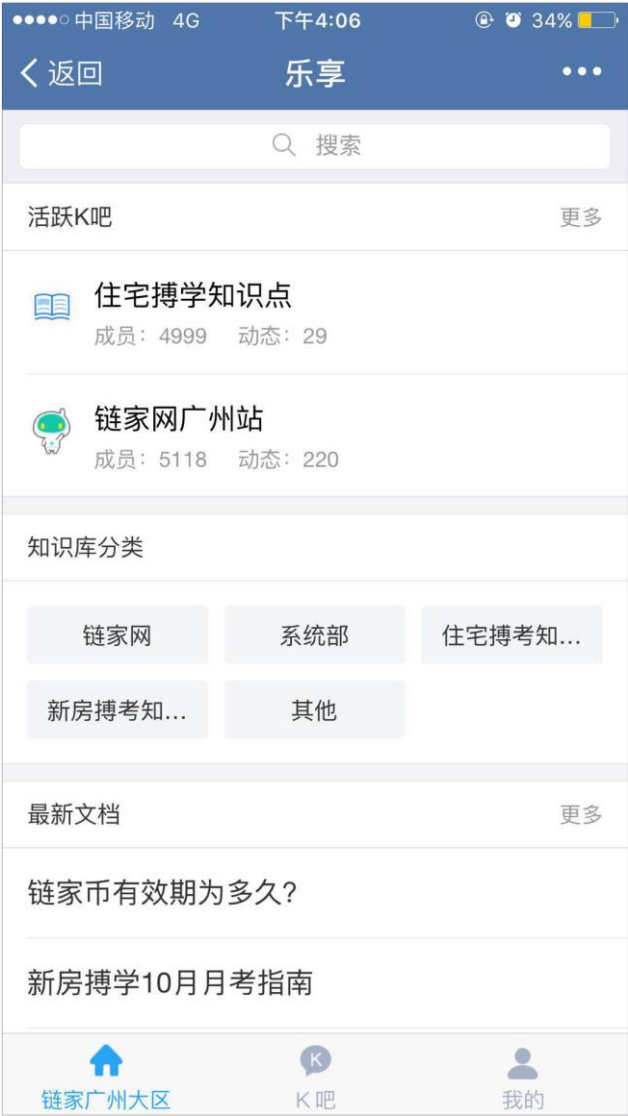 中国移动 4G 下午4:06 34%
返回 乐享
搜索
活跃K吧 更多
住宅搏学知识点
成员：4999 动态：29
链家网广州站
成员：5118 动态：220
知识库分类
链家网 系统部 住宅搏考知...
新房搏考知... 其他
最新文档 更多
链家币有效期为多久？
新房搏学10月月考指南
K
链家广州大区 K吧 我的